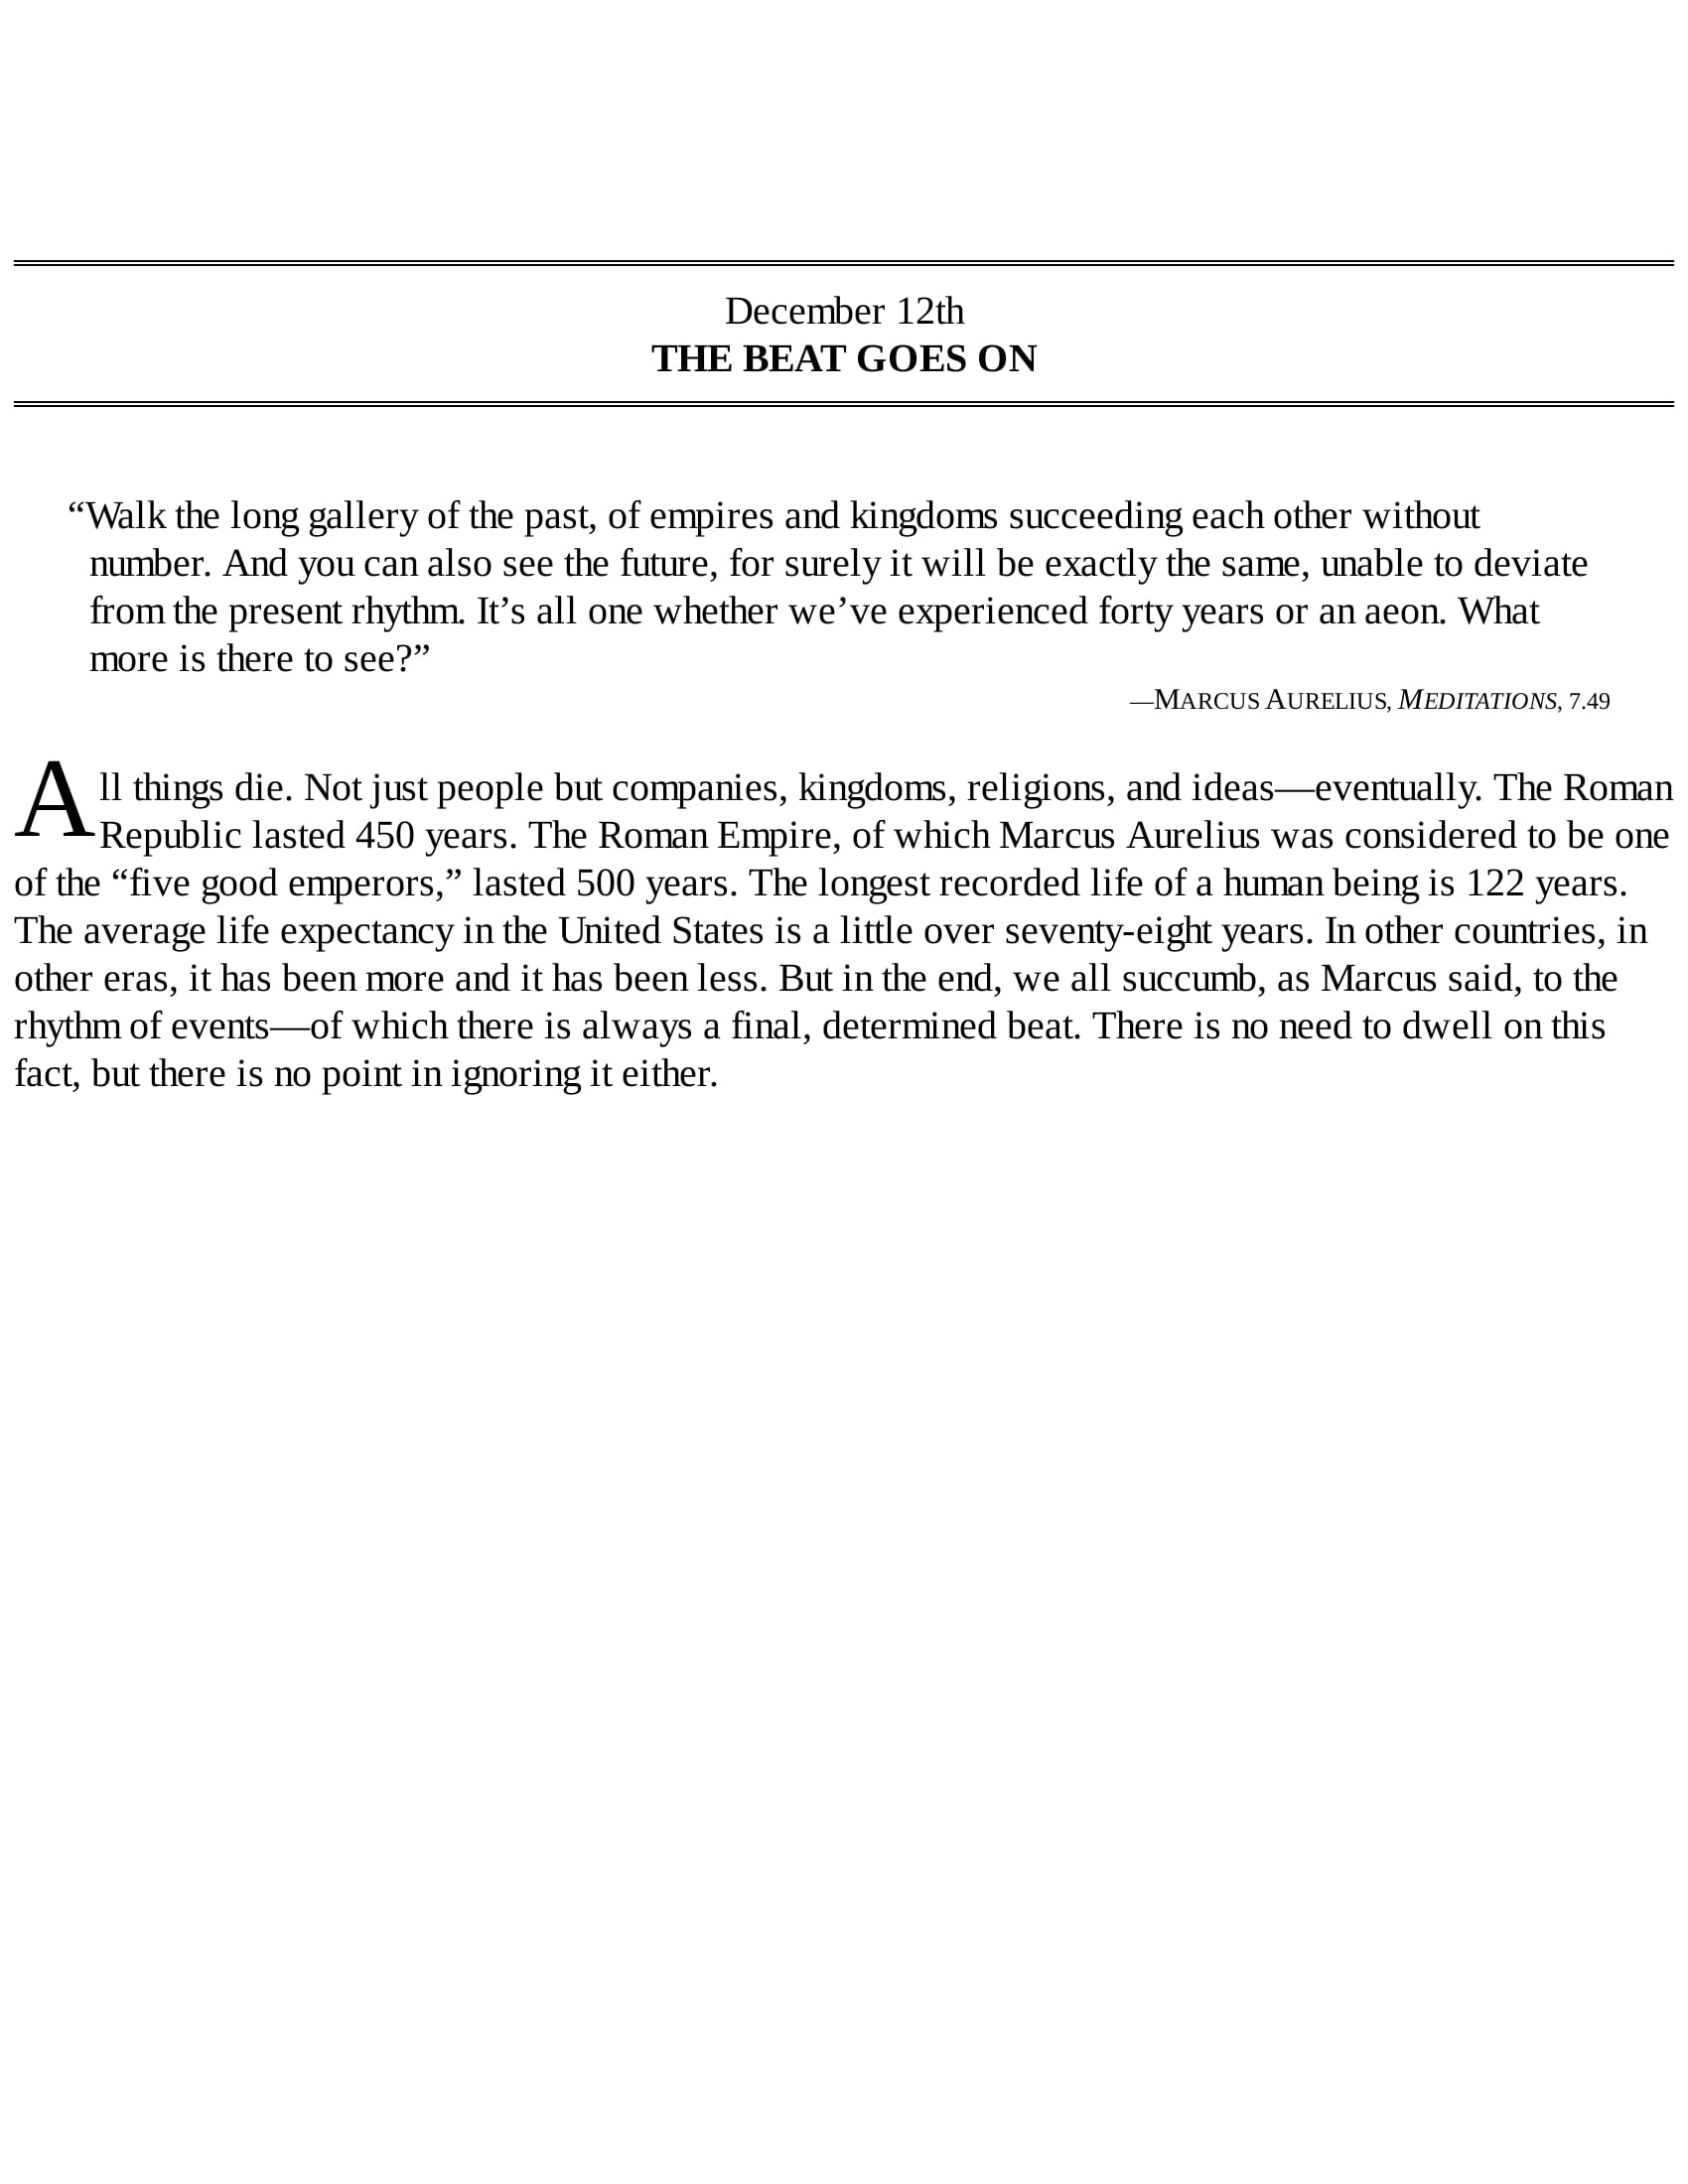 December 12th
THE BEAT GOES ON
“Walk the long gallery of the past, of empires and kingdoms succeeding each other without
number. And you can also see the future, for surely it will be exactly the same, unable to deviate
from the present rhythm. It’s all one whether we’ve experienced forty years or an aeon. What
more is there to see?”
—MARCUS AURELIUS, MEDITATIONS, 7.49
All things die. Not just people but companies, kingdoms, religions, and ideas—eventually. The Roman
Republic lasted 450 years. The Roman Empire, of which Marcus Aurelius was considered to be one
of the “five good emperors,” lasted 500 years. The longest recorded life of a human being is 122 years.
The average life expectancy in the United States is a little over seventy-eight years. In other countries, in
other eras, it has been more and it has been less. But in the end, we all succumb, as Marcus said, to the
rhythm of events—of which there is always a final, determined beat. There is no need to dwell on this
fact, but there is no point in ignoring it either.